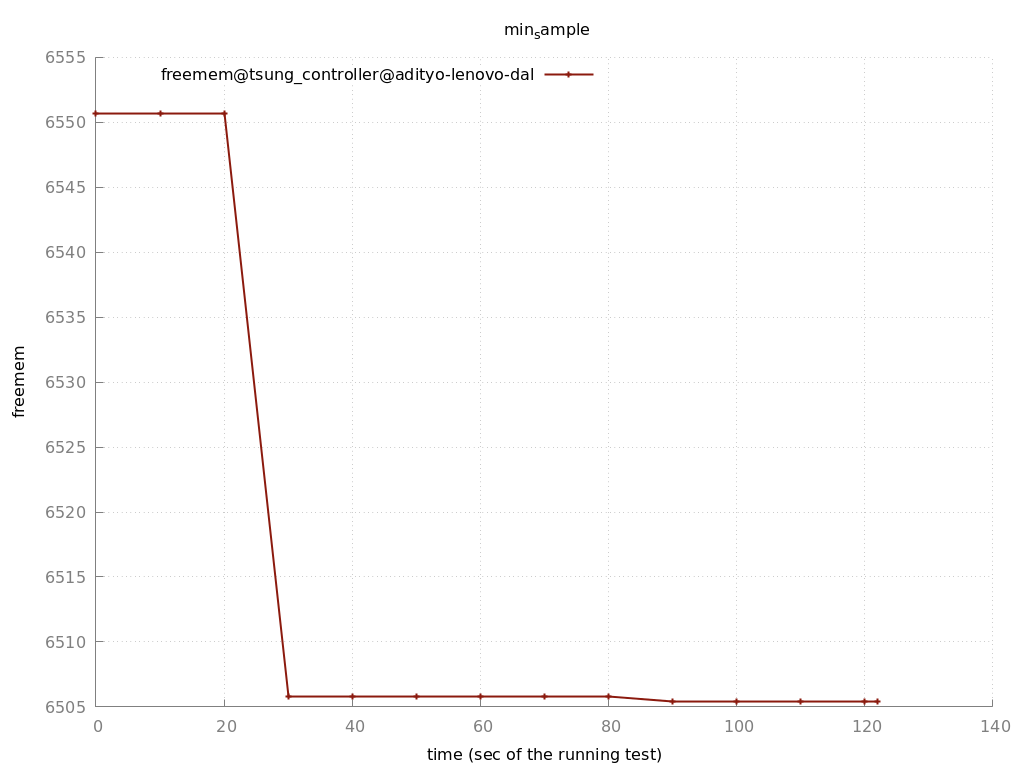 min_sample
freemem@tsung_controller@adityo-lenovo-dal
6555
6550
6545
6540
6535
6530
6525
6520
6515
6510
6505
freemem
0 20 40 60 80 100 120 140
time (sec of the running test)